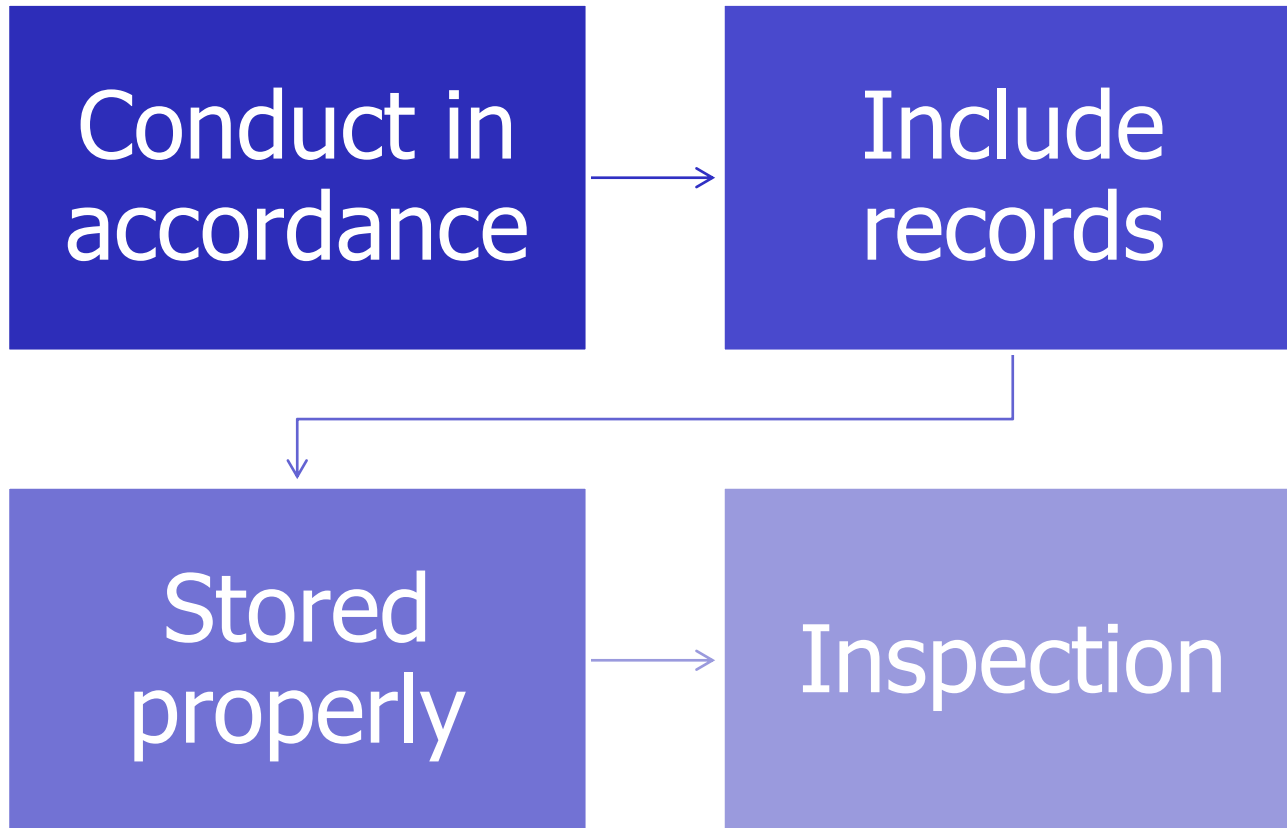 Conduct in
accordance
Include
records
Stored
properly
Inspection